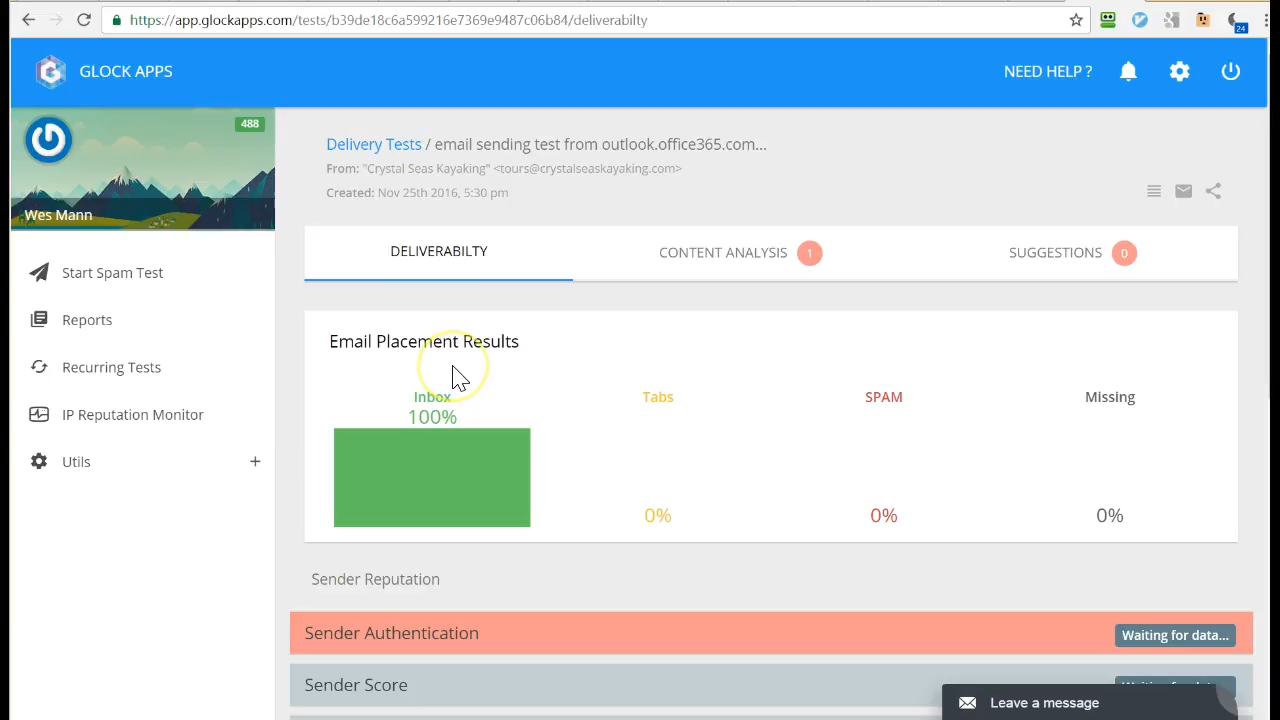 https://app.glockapps.com/tests/b39de18c6a599216e7369e9487c06b84/deliverabilty
24
GLOCK APPS
NEED HELP ?
488
Wes Mann
Start Spam Test
Reports
Recurring Tests
IP Reputation Monitor
Utils +
Delivery Tests / email sending test from outlook.office365.com...
From: "Crystal Seas Kayaking" <tours@crystalseaskayaking.com>
Created: Nov 25th 2016, 5:30 pm
DELIVERABILTY
CONTENT ANALYSIS 1
SUGGESTIONS 0
Email Placement Results
Inbox Tabs SPAM Missing
100%
0% 0% 0%
Sender Reputation
Sender Authentication Waiting for data...
Sender Score
Leave a message